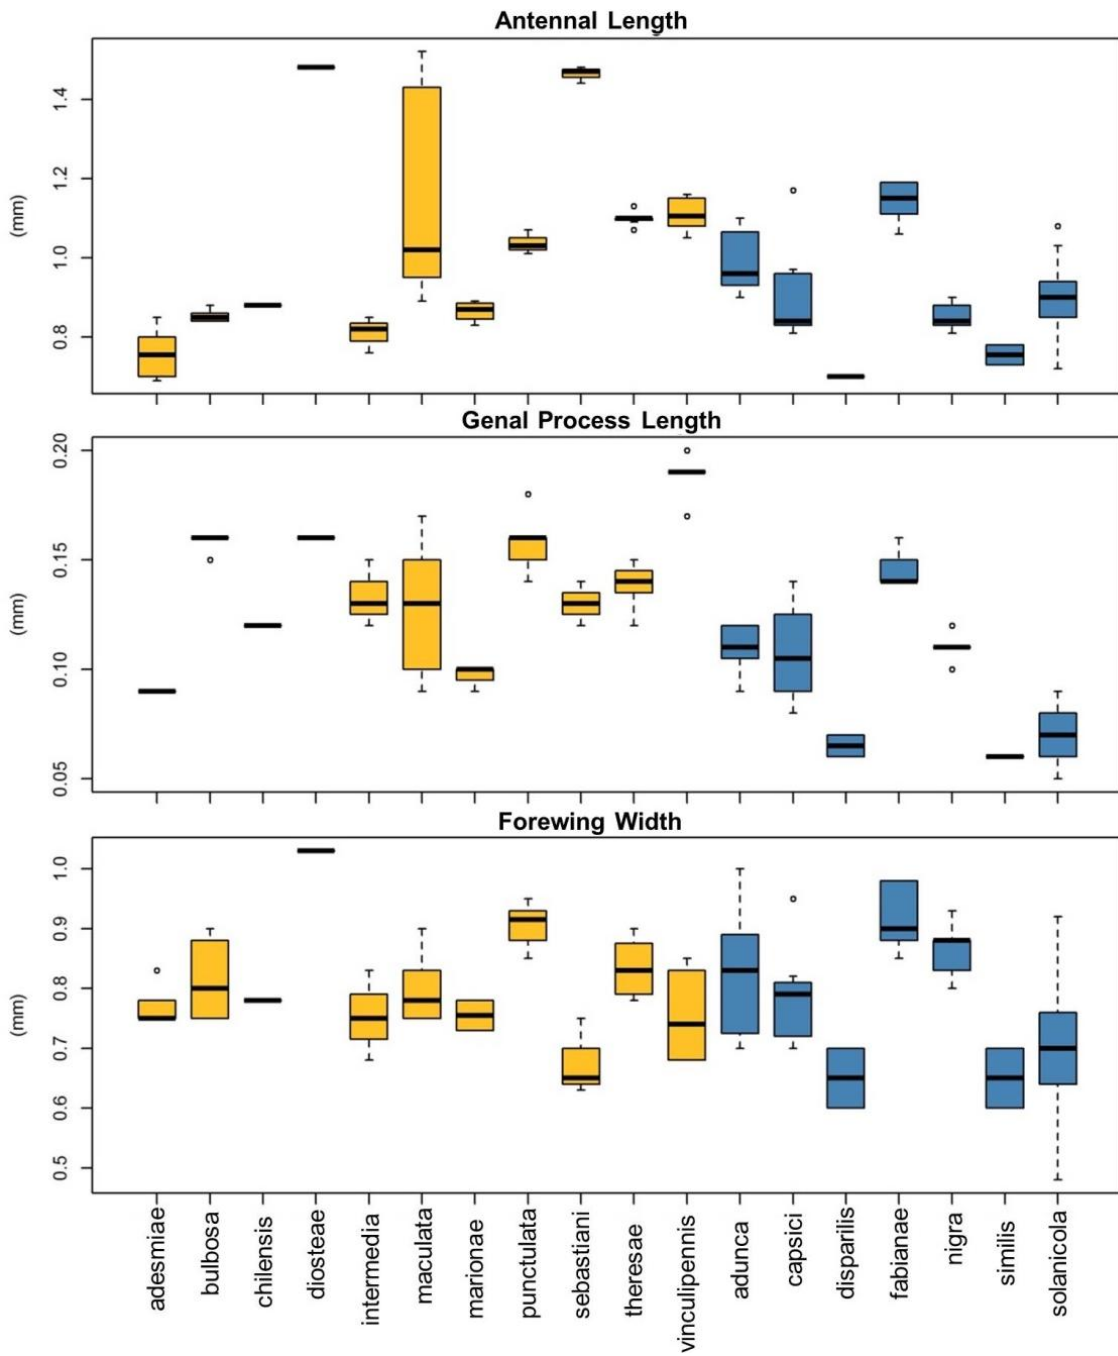 Antennal Length
(mm)
1.4
1.2
1.0
0.8
Genal Process Length
(mm)
0.20
0.15
0.10
0.05
Forewing Width
(mm)
1.0
0.9
0.8
0.7
0.6
0.5
adesmiae
bulbosa
chilensis
diosteae
intermedia
maculata
marionae
punctulata
sebastiani
theresae
vinculipennis
adunca
capsici
disparilis
fabianae
nigra
similis
solanicola